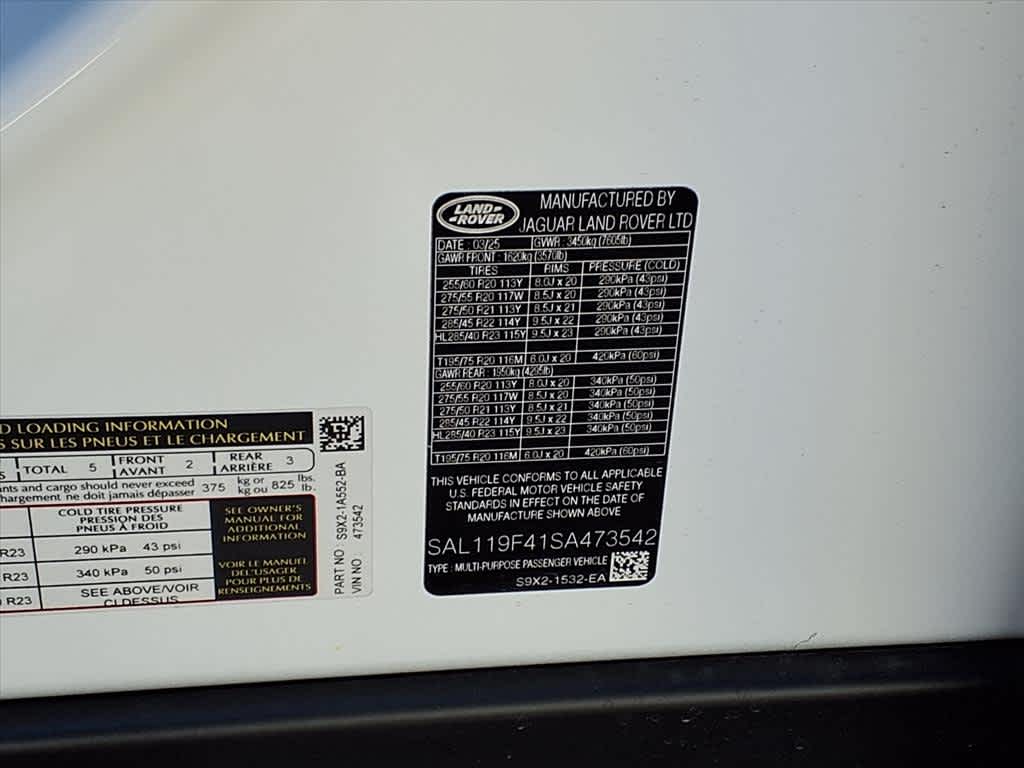 D LOADING INFORMATION
S SUR LES PNEUS ET LE CHARGEMENT
TOTAL 5 FRONT AVANT 2 REAR ARRIÈRE 3
ants and cargo should never exceed 375 kg or 825 lbs.
hargement ne doit jamais dépasser kg ou lb.
COLD TIRE PRESSURE
PRESSION DES
PNEUS À FROID
R23 290 kPa 43 psi
R23 340 kPa 50 psi
R23 SEE ABOVE/VOIR
CI DESSUS
SEE OWNER'S
MANUAL FOR
ADDITIONAL
INFORMATION
VOIR LE MANUEL
DE L'USAGER
POUR PLUS DE
RENSEIGNEMENTS
PART NO : S9X2-1A552-BA
VIN NO : 473542
LAND-
-ROVER
MANUFACTURED BY
JAGUAR LAND ROVER LTD
DATE : 03/25 GVWR : 3450kg (7605lb)
GAWR FRONT : 1620kg (3570lb)
TIRES RIMS PRESSURE (COLD)
255/60 R20 113Y 8.0J x 20 290kPa (43psi)
275/55 R20 117W 8.5J x 20 290kPa (43psi)
275/50 R21 113Y 8.5J x 21 290kPa (43psi)
285/45 R22 114Y 9.5J x 22 290kPa (43psi)
HL285/40 R23 115Y 9.5J x 23 290kPa (43psi)
T195/75 R20 116M 6.0J x 20 420kPa (60psi)
GAWR REAR : 1950kg (4295lb)
255/60 R20 113Y 8.0J x 20 340kPa (50psi)
275/55 R20 117W 8.5J x 20 340kPa (50psi)
275/50 R21 113Y 8.5J x 21 340kPa (50psi)
285/45 R22 114Y 9.5J x 22 340kPa (50psi)
HL285/40 R23 115Y 9.5J x 23 340kPa (50psi)
T195/75 R20 116M 6.0J x 20 420kPa (60psi)
THIS VEHICLE CONFORMS TO ALL APPLICABLE
U.S. FEDERAL MOTOR VEHICLE SAFETY
STANDARDS IN EFFECT ON THE DATE OF
MANUFACTURE SHOWN ABOVE
SAL119F41SA473542
TYPE : MULTI-PURPOSE PASSENGER VEHICLE
S9X2-1532-EA